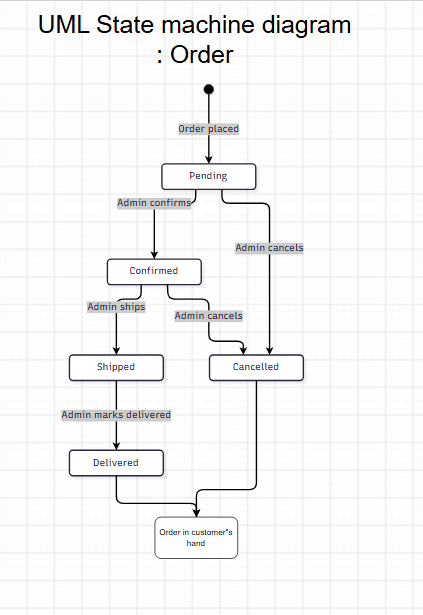 UML State machine diagram
: Order
Order placed
Pending
Admin confirms
Admin cancels
Confirmed
Admin ships
Admin cancels
Shipped
Cancelled
Admin marks delivered
Delivered
Order in customer"s
hand